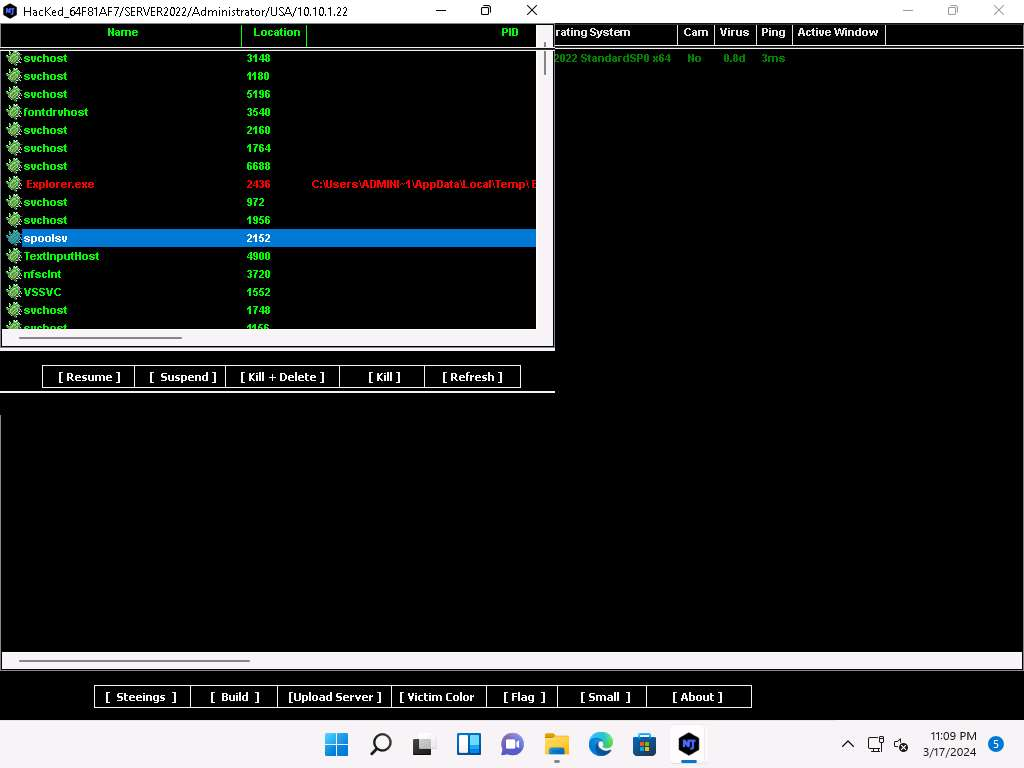 HacKed_64F81AF7/SERVER2022/Administrator/USA/10.10.1.22
Name Location PID rating System Cam Virus Ping Active Window
svchost 3148 2022 StandardSP0 x64 No 0.8d 3ms
svchost 1180
svchost 5196
fontdrvhost 3540
svchost 2160
svchost 1764
svchost 6688
Explorer.exe 2436 C:\Users\ADMINI~1\AppData\Local\Temp\ E
svchost 972
svchost 1956
spoolsv 2152
TextInputHost 4900
nfsclnt 3720
VSSVC 1552
svchost 1748
svchost 1156
[ Resume ] [ Suspend ] [ Kill + Delete ] [ Kill ] [ Refresh ]
[ Steeings ] [ Build ] [Upload Server ] [ Victim Color [ Flag ] [ Small ] [ About ]
NJ
11:09 PM
3/17/2024
5